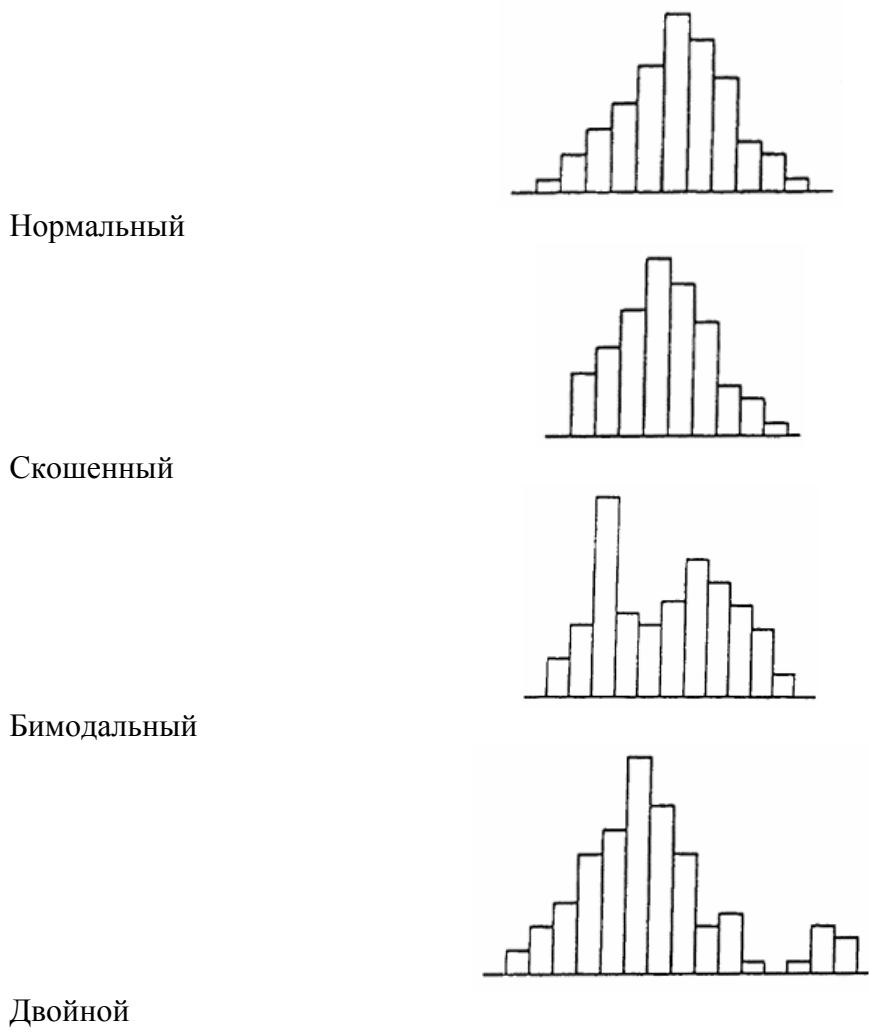 Нормальный
Скошенный
Бимодальный
Двойной